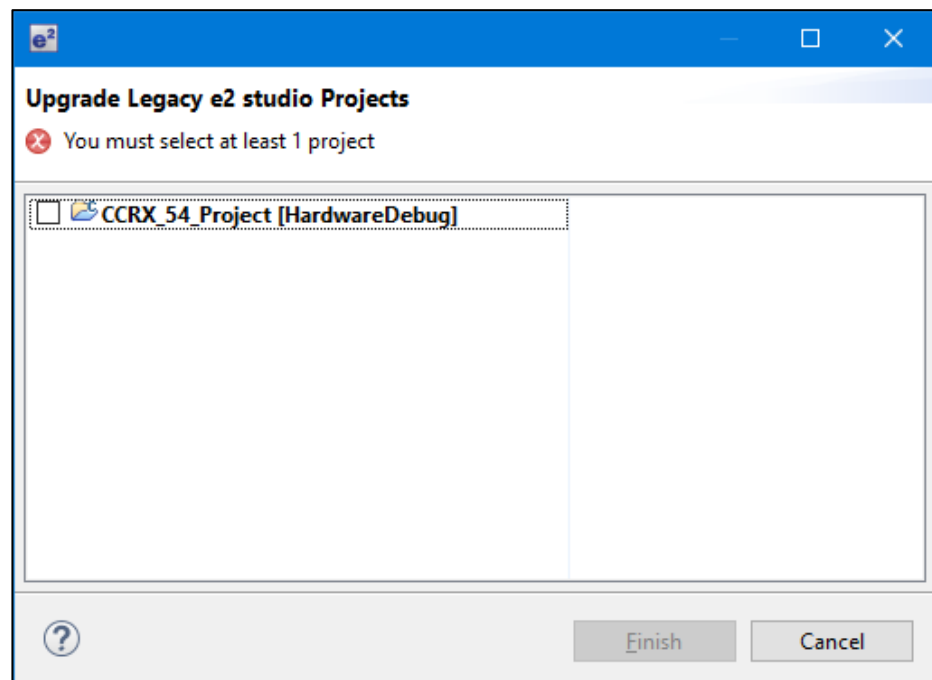 e²
Upgrade Legacy e2 studio Projects
You must select at least 1 project
CCRX_54_Project [HardwareDebug]
?
Finish
Cancel